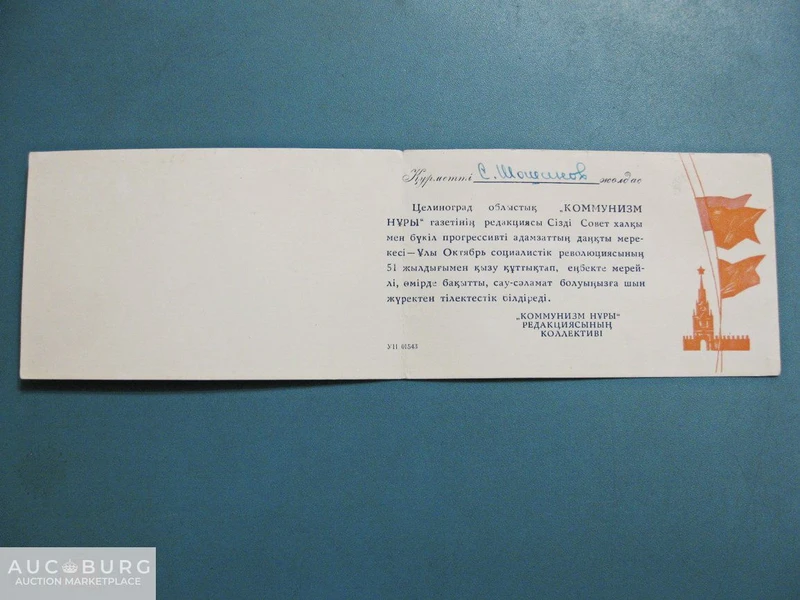 Құрметті С. Шошанов жолдас
Целиноград облыстық „КОММУНИЗМ
НҰРЫ“ газетінің редакциясы Сізді Совет халқы
мен бүкіл прогрессивті адамзаттың даңқты мере-
кесі—Ұлы Октябрь социалистік революциясының
51 жылдығымен қызу құттықтап, еңбекте мерей-
лі, өмірде бақытты, сау-саламат болуыңызға шын
жүректен тілектестік білдіреді.
„КОММУНИЗМ НҰРЫ“
РЕДАКЦИЯСЫНЫҢ
КОЛЛЕКТИВІ
УП 01543
AUCBURG
AUCTION MARKETPLACE